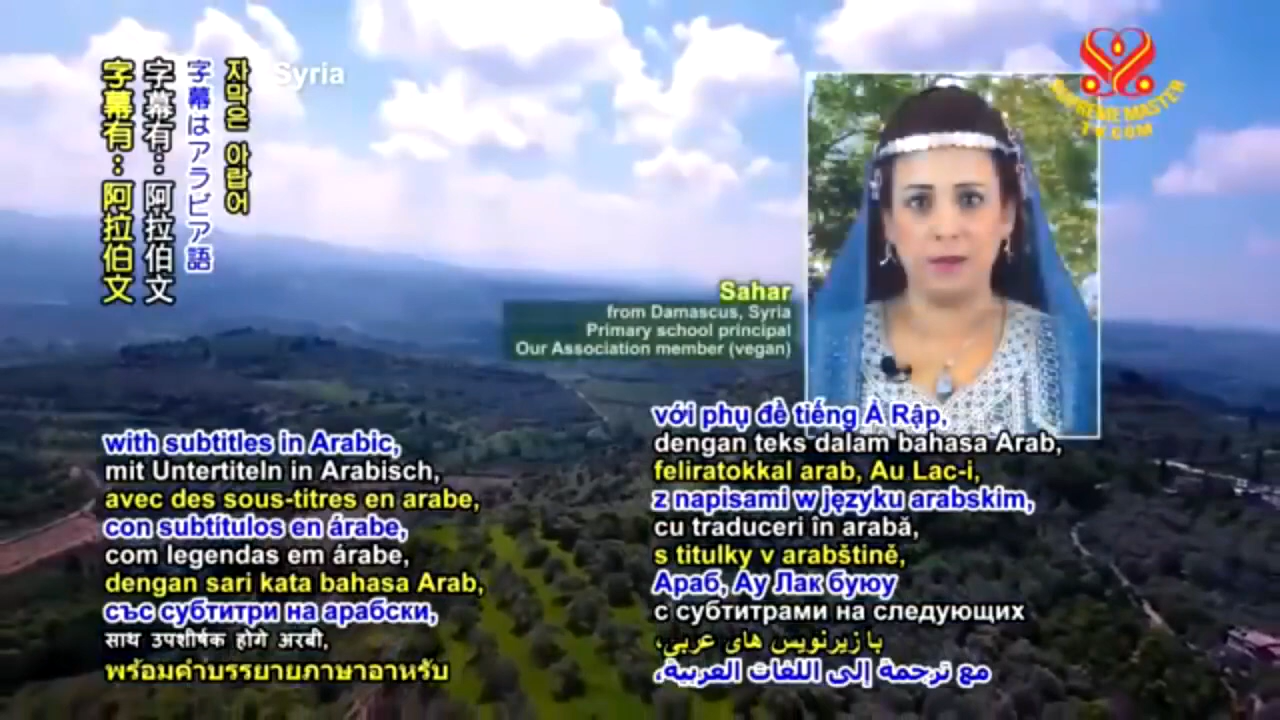 字幕有：阿拉伯文
字幕有：阿拉伯文
字幕はアラビア語
자막은 아랍어
Syria
SUPREME MASTER
TV.COM
Sahar
from Damascus, Syria
Primary school principal
Our Association member (vegan)
with subtitles in Arabic,
mit Untertiteln in Arabisch,
avec des sous-titres en arabe,
con subtítulos en árabe,
com legendas em árabe,
dengan sari kata bahasa Arab,
със субтитри на арабски,
साथ उपशीर्षक होगे अरबी,
พร้อมคำบรรยายภาษาอาหรับ
với phụ đề tiếng Ả Rập,
dengan teks dalam bahasa Arab,
feliratokkal arab, Au Lac-i,
z napisami w języku arabskim,
cu traduceri în arabă,
s titulky v arabštině,
Араб, Ау Лак буюу
с субтитрами на следующих
با زیرنویس های عربی،
مع ترجمة إلى اللغات العربية،